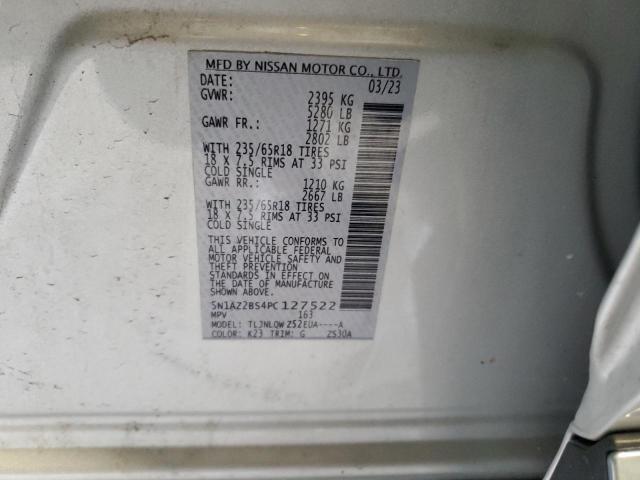 MFD BY NISSAN MOTOR CO., LTD.
DATE: 03/23
GVWR: 2395 KG
5280 LB
GAWR FR.: 1271 KG
2802 LB
WITH 235/65R18 TIRES
18 X 7.5 RIMS AT 33 PSI
COLD SINGLE
GAWR RR.: 1210 KG
2667 LB
WITH 235/65R18 TIRES
18 X 7.5 RIMS AT 33 PSI
COLD SINGLE
THIS VEHICLE CONFORMS TO
ALL APPLICABLE FEDERAL
MOTOR VEHICLE SAFETY AND
THEFT PREVENTION
STANDARDS IN EFFECT ON THE
DATE OF MANUFACTURE
SHOWN ABOVE.
5N1AZ2BS4PC127522
MPV 163
MODEL: TLJNLQWZ52EUA----A
COLOR: K23 TRIM: G Z530A